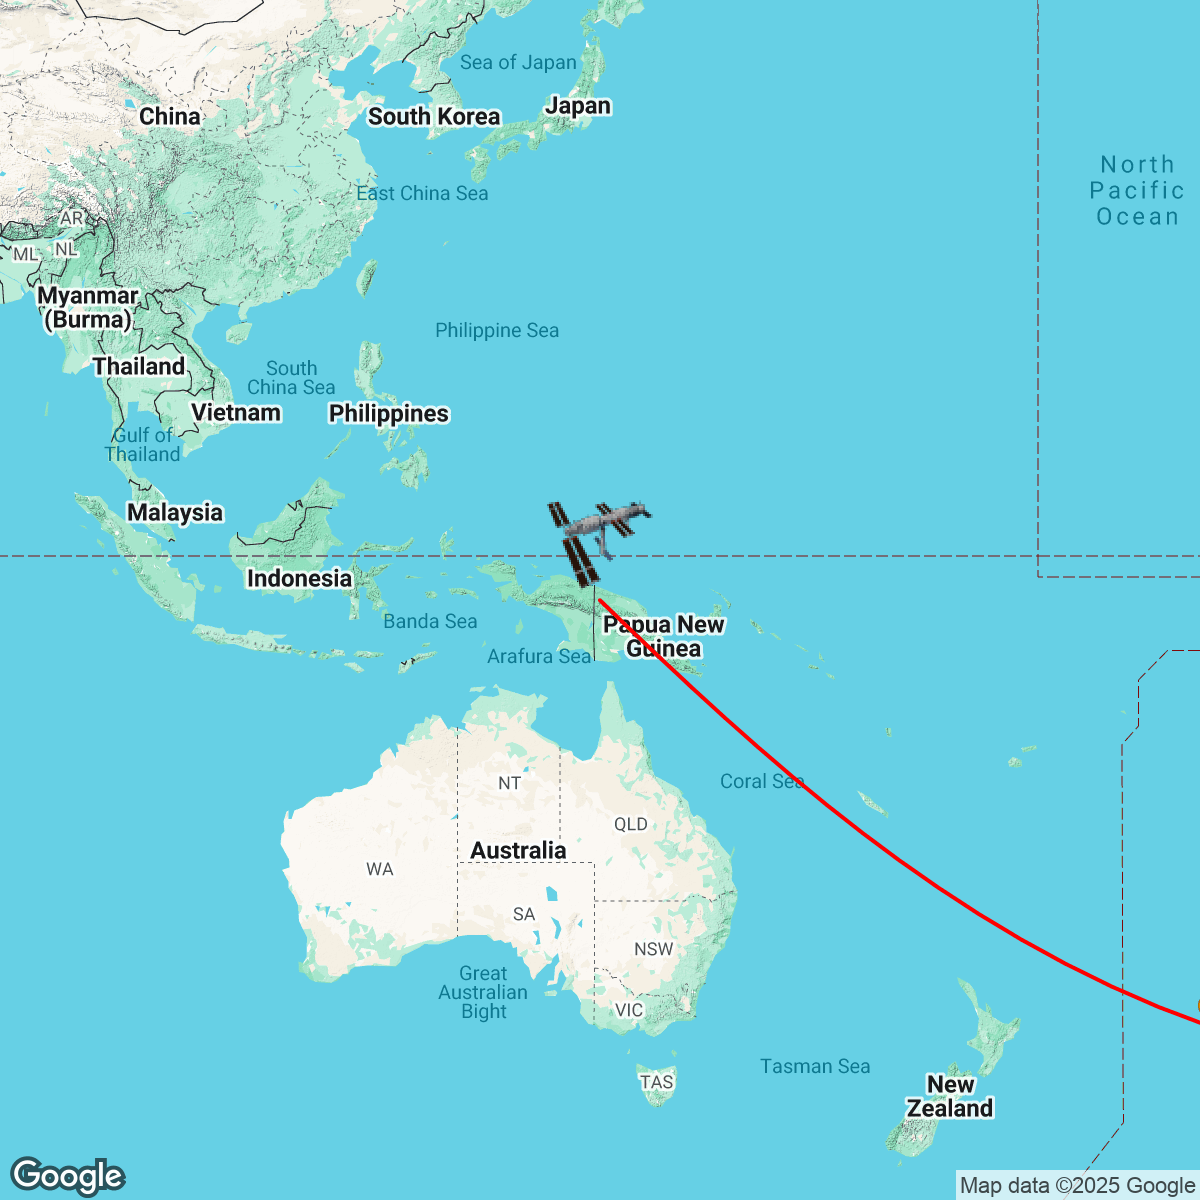 Sea of Japan
China
South Korea
Japan
North
Pacific
Ocean
East China Sea
AR
ML
NL
Myanmar
(Burma)
Philippine Sea
Thailand
South
China Sea
Vietnam
Philippines
Gulf of
Thailand
Malaysia
Indonesia
Banda Sea
Papua New
Guinea
Arafura Sea
NT
Coral Sea
QLD
Australia
WA
SA
NSW
Great
Australian
Bight
VIC
Tasman Sea
TAS
New
Zealand
Google
Map data ©2025 Google